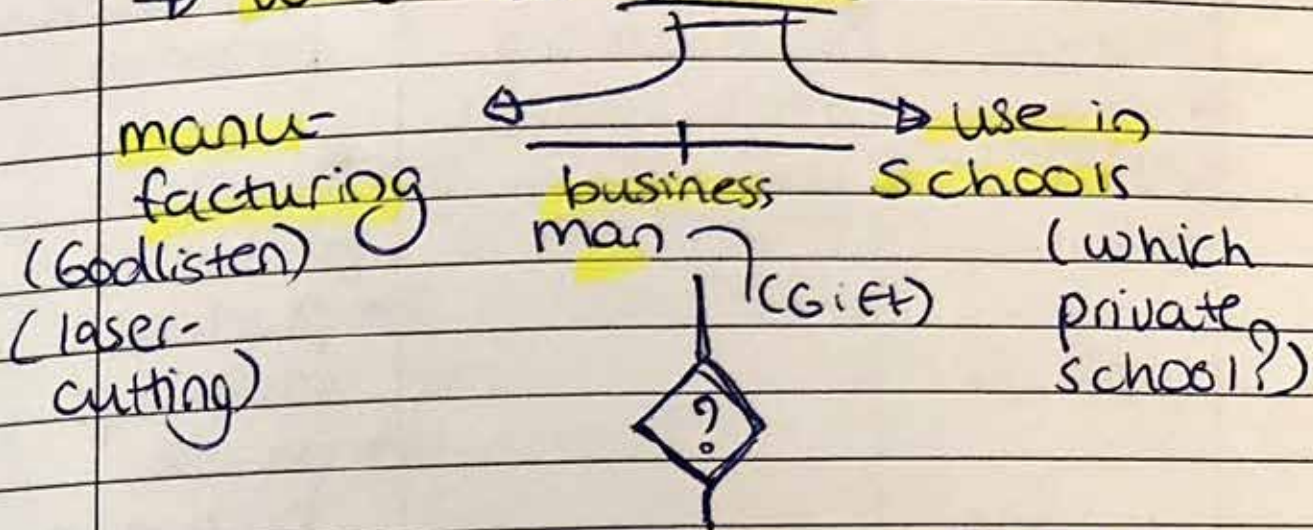 manu-
facturing
(Godlisten)
(laser-
cutting)
business
man
(Gift)
?
use in
schools
(which
private
school?)